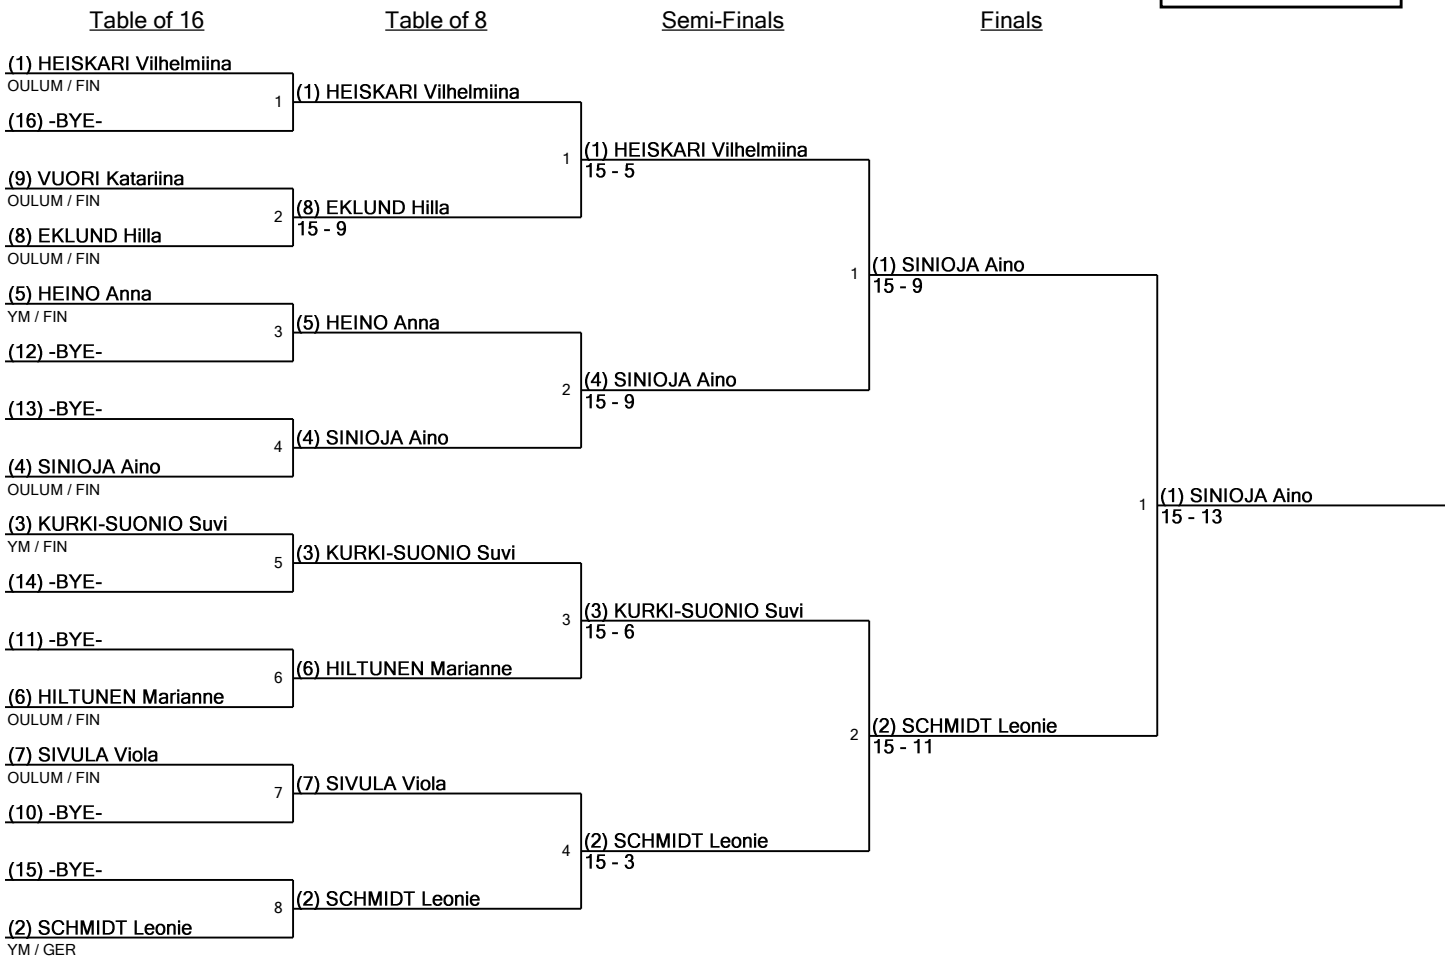 Table of 16
Table of 8
Semi-Finals
Finals
(1) HEISKARI Vilhelmiina
OULUM / FIN
(16) -BYE-
(9) VUORI Katariina
OULUM / FIN
(8) EKLUND Hilla
OULUM / FIN
(5) HEINO Anna
YM / FIN
(12) -BYE-
(13) -BYE-
(4) SINIOJA Aino
OULUM / FIN
(3) KURKI-SUONIO Suvi
YM / FIN
(14) -BYE-
(11) -BYE-
(6) HILTUNEN Marianne
OULUM / FIN
(7) SIVULA Viola
OULUM / FIN
(10) -BYE-
(15) -BYE-
(2) SCHMIDT Leonie
YM / GER
1
(1) HEISKARI Vilhelmiina
2
(8) EKLUND Hilla
15 - 9
3
(5) HEINO Anna
4
(4) SINIOJA Aino
5
(3) KURKI-SUONIO Suvi
6
(6) HILTUNEN Marianne
7
(7) SIVULA Viola
8
(2) SCHMIDT Leonie
1
(1) HEISKARI Vilhelmiina
15 - 5
2
(4) SINIOJA Aino
15 - 9
3
(3) KURKI-SUONIO Suvi
15 - 6
4
(2) SCHMIDT Leonie
15 - 3
1
(1) SINIOJA Aino
15 - 9
2
(2) SCHMIDT Leonie
15 - 11
1
(1) SINIOJA Aino
15 - 13